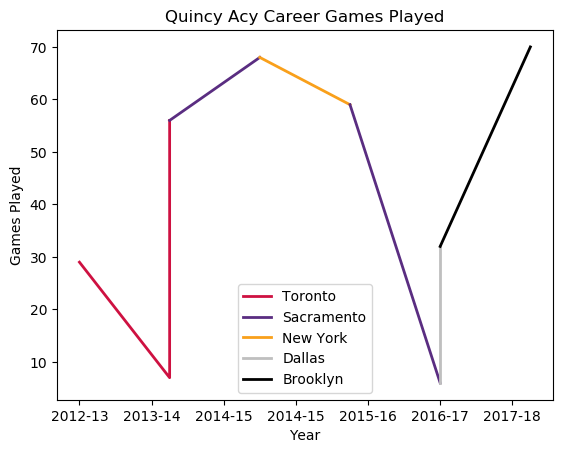 Quincy Acy Career Games Played
Games Played
70
60
50
40
30
20
10
Toronto
Sacramento
New York
Dallas
Brooklyn
2012-13 2013-14 2014-15 2014-15 2015-16 2016-17 2017-18
Year